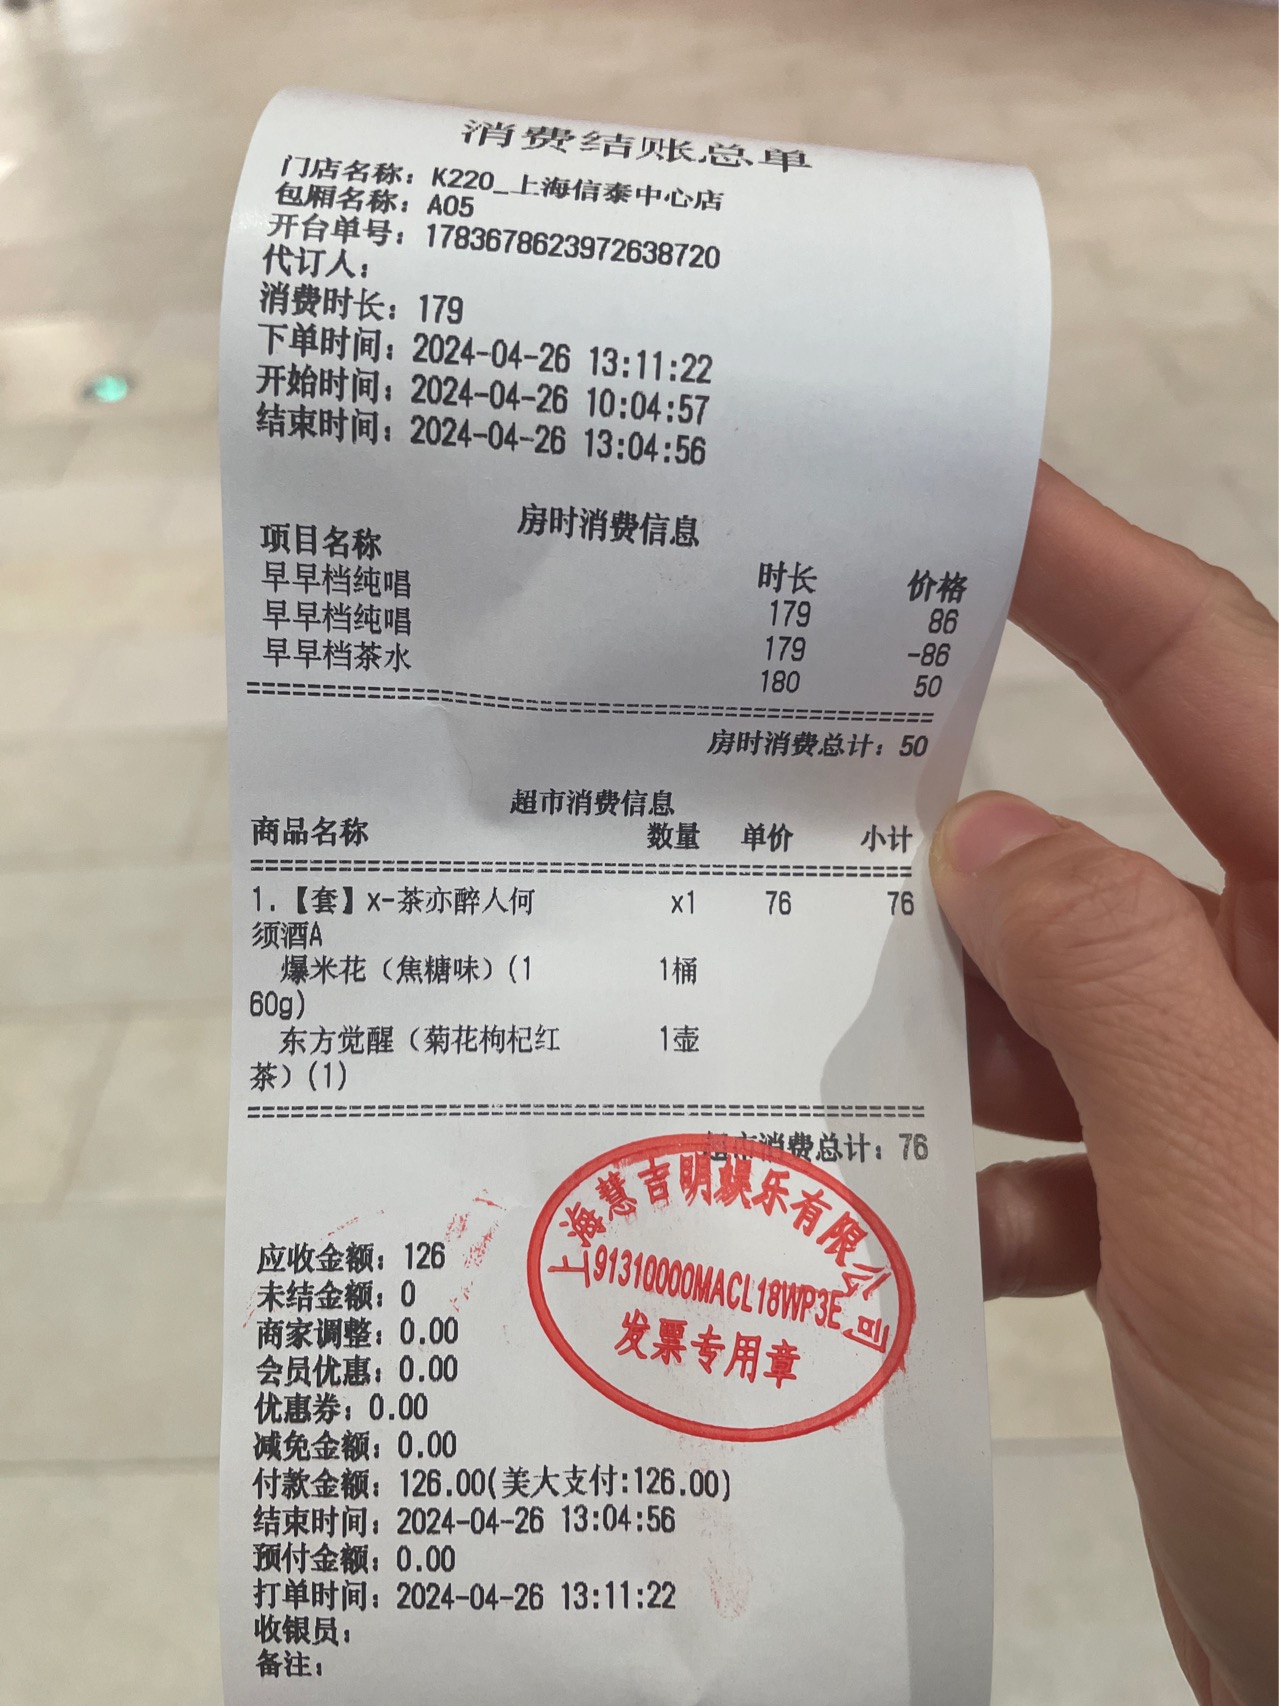 消费结账总单
门店名称：K220_上海信泰中心店
包厢名称：A05
开台单号：1783678623972638720
代订人：
消费时长：179
下单时间：2024-04-26 13:11:22
开始时间：2024-04-26 10:04:57
结束时间：2024-04-26 13:04:56
房时消费信息
项目名称 时长 价格
早早档纯唱 179 86
早早档纯唱 179 -86
早早档茶水 180 50
房时消费总计：50
超市消费信息
商品名称 数量 单价 小计
1.【套】x-茶亦醉人何 x1 76 76
须酒A
爆米花（焦糖味）(1 1桶
60g)
东方觉醒（菊花枸杞红 1壶
茶）(1)
超市消费总计：76
上海慧吉明娱乐有限公司
91310000MACL18WP3E
发票专用章
应收金额：126
未结金额：0
商家调整：0.00
会员优惠：0.00
优惠券：0.00
减免金额：0.00
付款金额：126.00(美大支付:126.00)
结束时间：2024-04-26 13:04:56
预付金额：0.00
打单时间：2024-04-26 13:11:22
收银员：
备注：